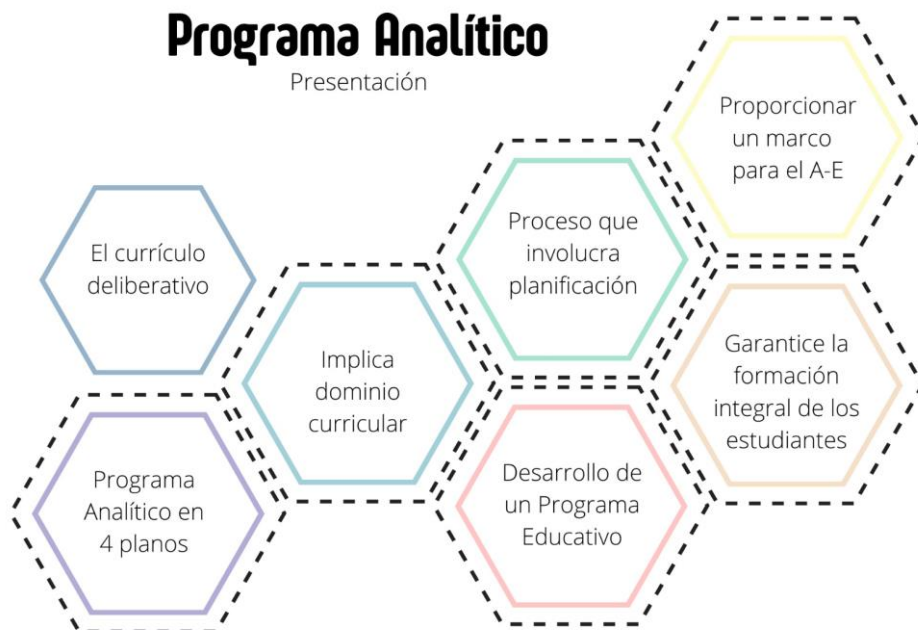 Programa Analítico
Presentación
El currículo
deliberativo
Programa
Analítico en
4 planos
Implica
dominio
curricular
Proceso que
involucra
planificación
Desarrollo de
un Programa
Educativo
Proporcionar
un marco
para el A-E
Garantice la
formación
integral de los
estudiantes